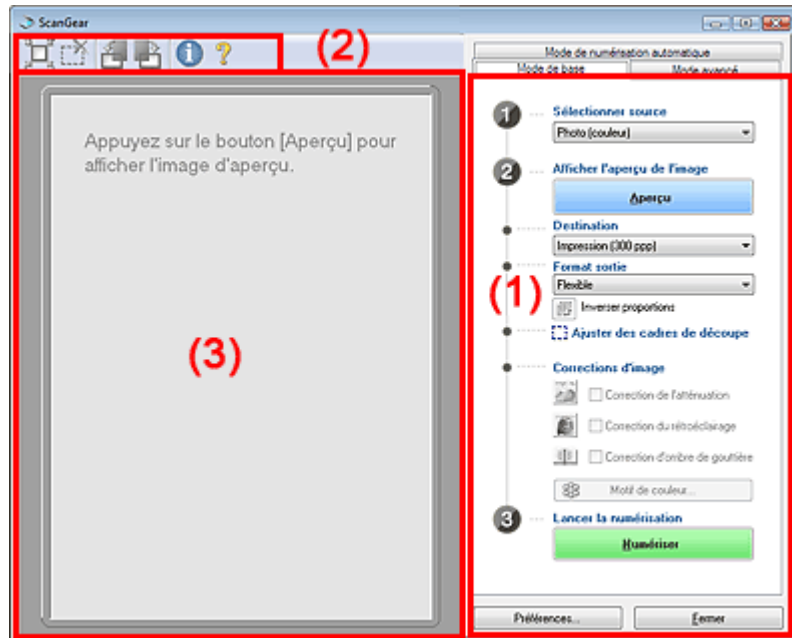 ScanGear
(2)
Mode de numérisation automatique
Mode de base
Mode avancé
Appuyez sur le bouton [Aperçu] pour
afficher l'image d'aperçu.
(3)
(1)
1
Sélectionner source
Photo (couleur)
2
Afficher l'aperçu de l'image
Aperçu
Destination
Impression (300 ppp)
Format sortie
Flexible
Inverser proportions
Ajuster des cadres de découpe
Corrections d'image
Correction de l'atténuation
Correction du rétroéclairage
Correction d'ombre de gouttière
Motif de couleur...
3
Lancer la numérisation
Numériser
Préférences...
Fermer